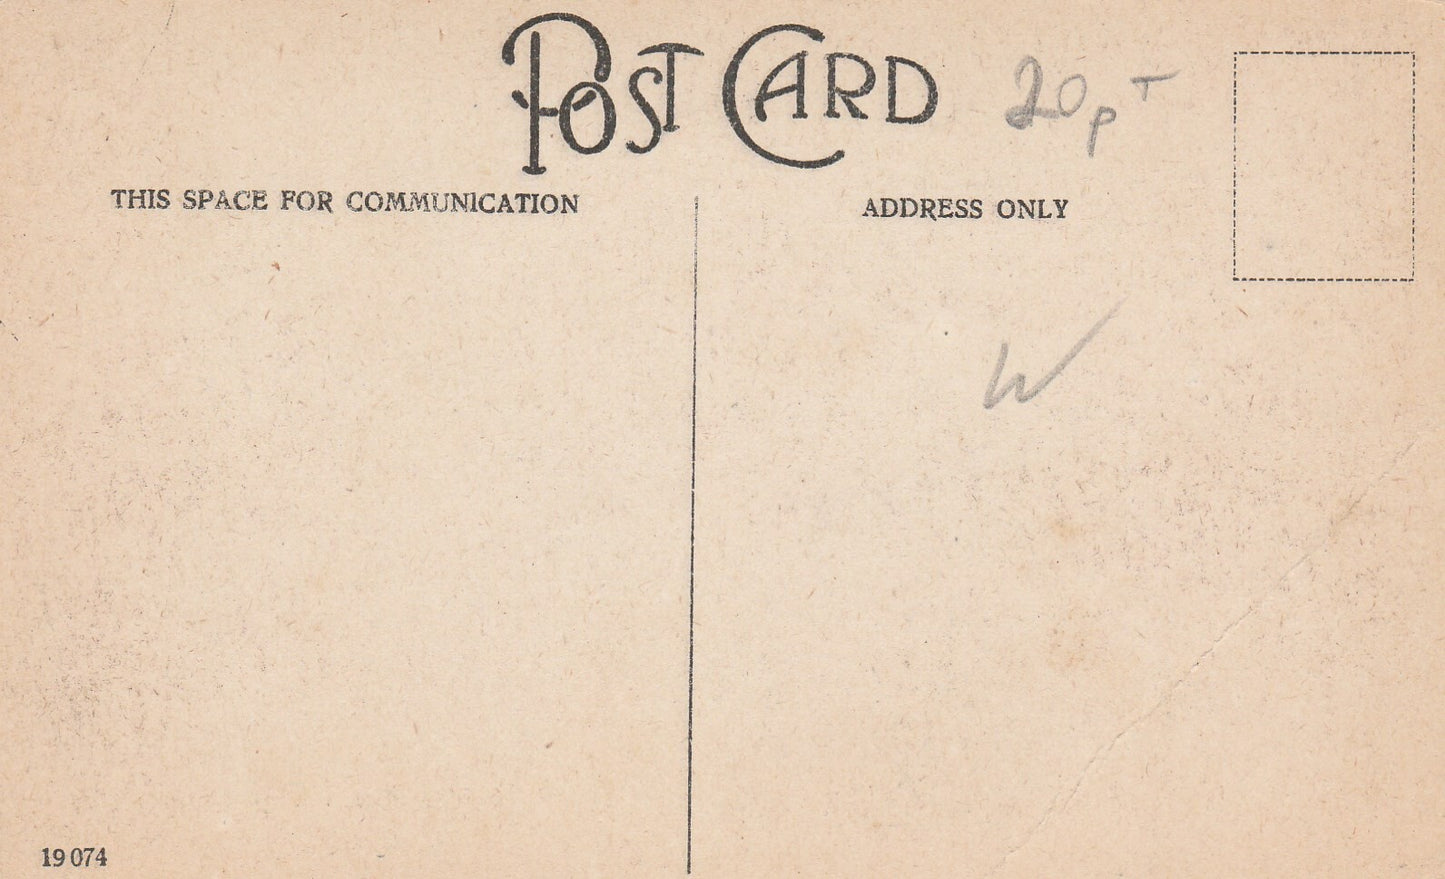 POST CARD
20p T
THIS SPACE FOR COMMUNICATION
ADDRESS ONLY
W
19074